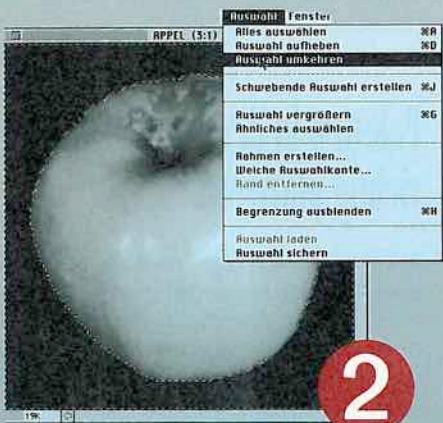 Auswahl Fenster
APPEL (3:1)
Alles auswählen ⌘A
Auswahl aufheben ⌘D
Auswahl umkehren
Schwebende Auswahl erstellen ⌘J
Auswahl vergrößern ⌘G
Ähnliches auswählen
Rahmen erstellen...
Weiche Auswahlkante...
Rand entfernen...
Begrenzung ausblenden ⌘H
Auswahl laden
Auswahl sichern
19K
2